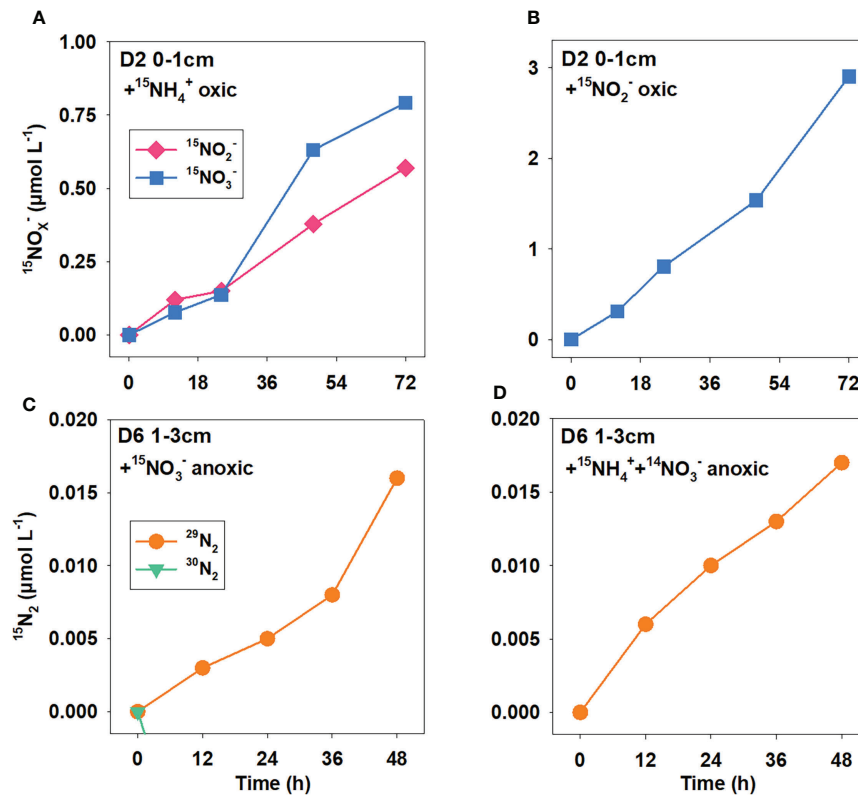 A
D2 0-1cm
+¹⁵NH₄⁺ oxic
¹⁵NO₂⁻
¹⁵NO₃⁻
¹⁵NOₓ⁻ (µmol L⁻¹)
1.00
0.75
0.50
0.25
0.00
0 18 36 54 72
B
D2 0-1cm
+¹⁵NO₂⁻ oxic
3
2
1
0
0 18 36 54 72
C
D6 1-3cm
+¹⁵NO₃⁻ anoxic
²⁹N₂
³⁰N₂
¹⁵N₂ (µmol L⁻¹)
0.020
0.015
0.010
0.005
0.000
0 12 24 36 48
Time (h)
D
D6 1-3cm
+¹⁵NH₄⁺+¹⁴NO₃⁻ anoxic
0.020
0.015
0.010
0.005
0.000
0 12 24 36 48
Time (h)